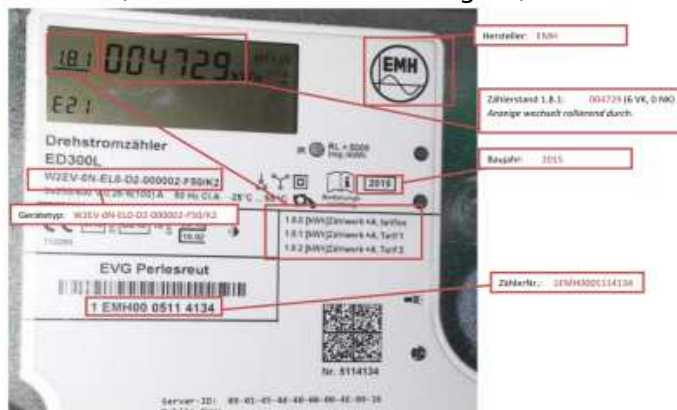 1.8.1 004729
E21
EMH
Drehstromzähler
ED300L
W2EV-0N-EL0-D2-000002-F50/K2
RL = 5000
2015
Gerätetyp: W2EV-0N-EL0-D2-000002-F50/K2
1.8.0 [kWh] Zählwerk +A, tariflos
1.8.1 [kWh] Zählwerk +A, Tarif 1
1.8.2 [kWh] Zählwerk +A, Tarif 2
EVG Perlesreut
1 EMH00 0511 4134
Nr. 5114134
Server-ID:
Hersteller: EMH
Zählerstand 1.8.1: 004729 (6 VK, 0 NK)
Anzeige wechselt rollierend durch.
Baujahr: 2015
ZählerNr.: 1EMH0005114134